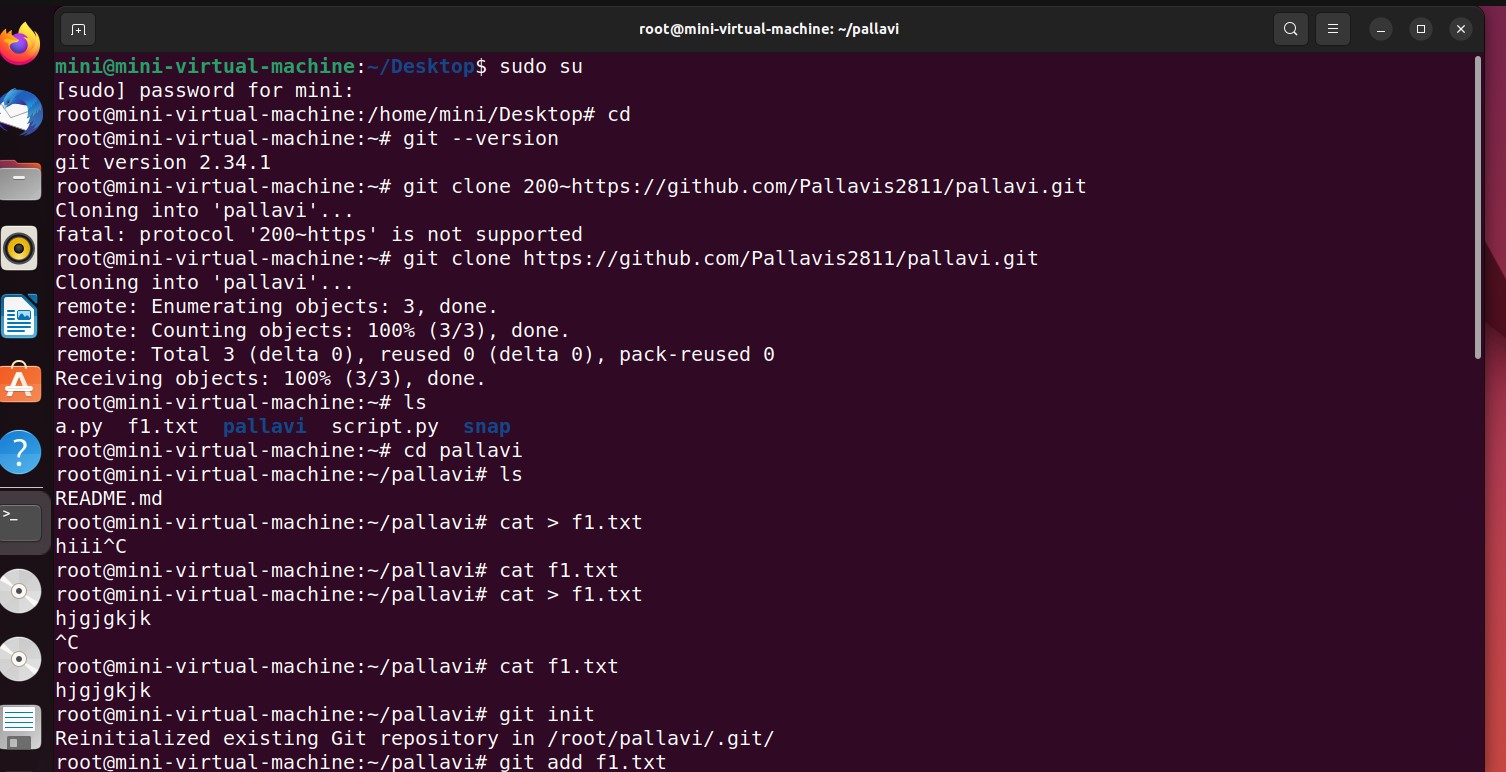 root@mini-virtual-machine: ~/pallavi
mini@mini-virtual-machine:~/Desktop$ sudo su
[sudo] password for mini:
root@mini-virtual-machine:/home/mini/Desktop# cd
root@mini-virtual-machine:~# git --version
git version 2.34.1
root@mini-virtual-machine:~# git clone 200~https://github.com/Pallavis2811/pallavi.git
Cloning into 'pallavi'...
fatal: protocol '200~https' is not supported
root@mini-virtual-machine:~# git clone https://github.com/Pallavis2811/pallavi.git
Cloning into 'pallavi'...
remote: Enumerating objects: 3, done.
remote: Counting objects: 100% (3/3), done.
remote: Total 3 (delta 0), reused 0 (delta 0), pack-reused 0
Receiving objects: 100% (3/3), done.
root@mini-virtual-machine:~# ls
a.py  f1.txt  pallavi  script.py  snap
root@mini-virtual-machine:~# cd pallavi
root@mini-virtual-machine:~/pallavi# ls
README.md
root@mini-virtual-machine:~/pallavi# cat > f1.txt
hiii^C
root@mini-virtual-machine:~/pallavi# cat f1.txt
root@mini-virtual-machine:~/pallavi# cat > f1.txt
hjgjgkjk
^C
root@mini-virtual-machine:~/pallavi# cat f1.txt
hjgjgkjk
root@mini-virtual-machine:~/pallavi# git init
Reinitialized existing Git repository in /root/pallavi/.git/
root@mini-virtual-machine:~/pallavi# git add f1.txt